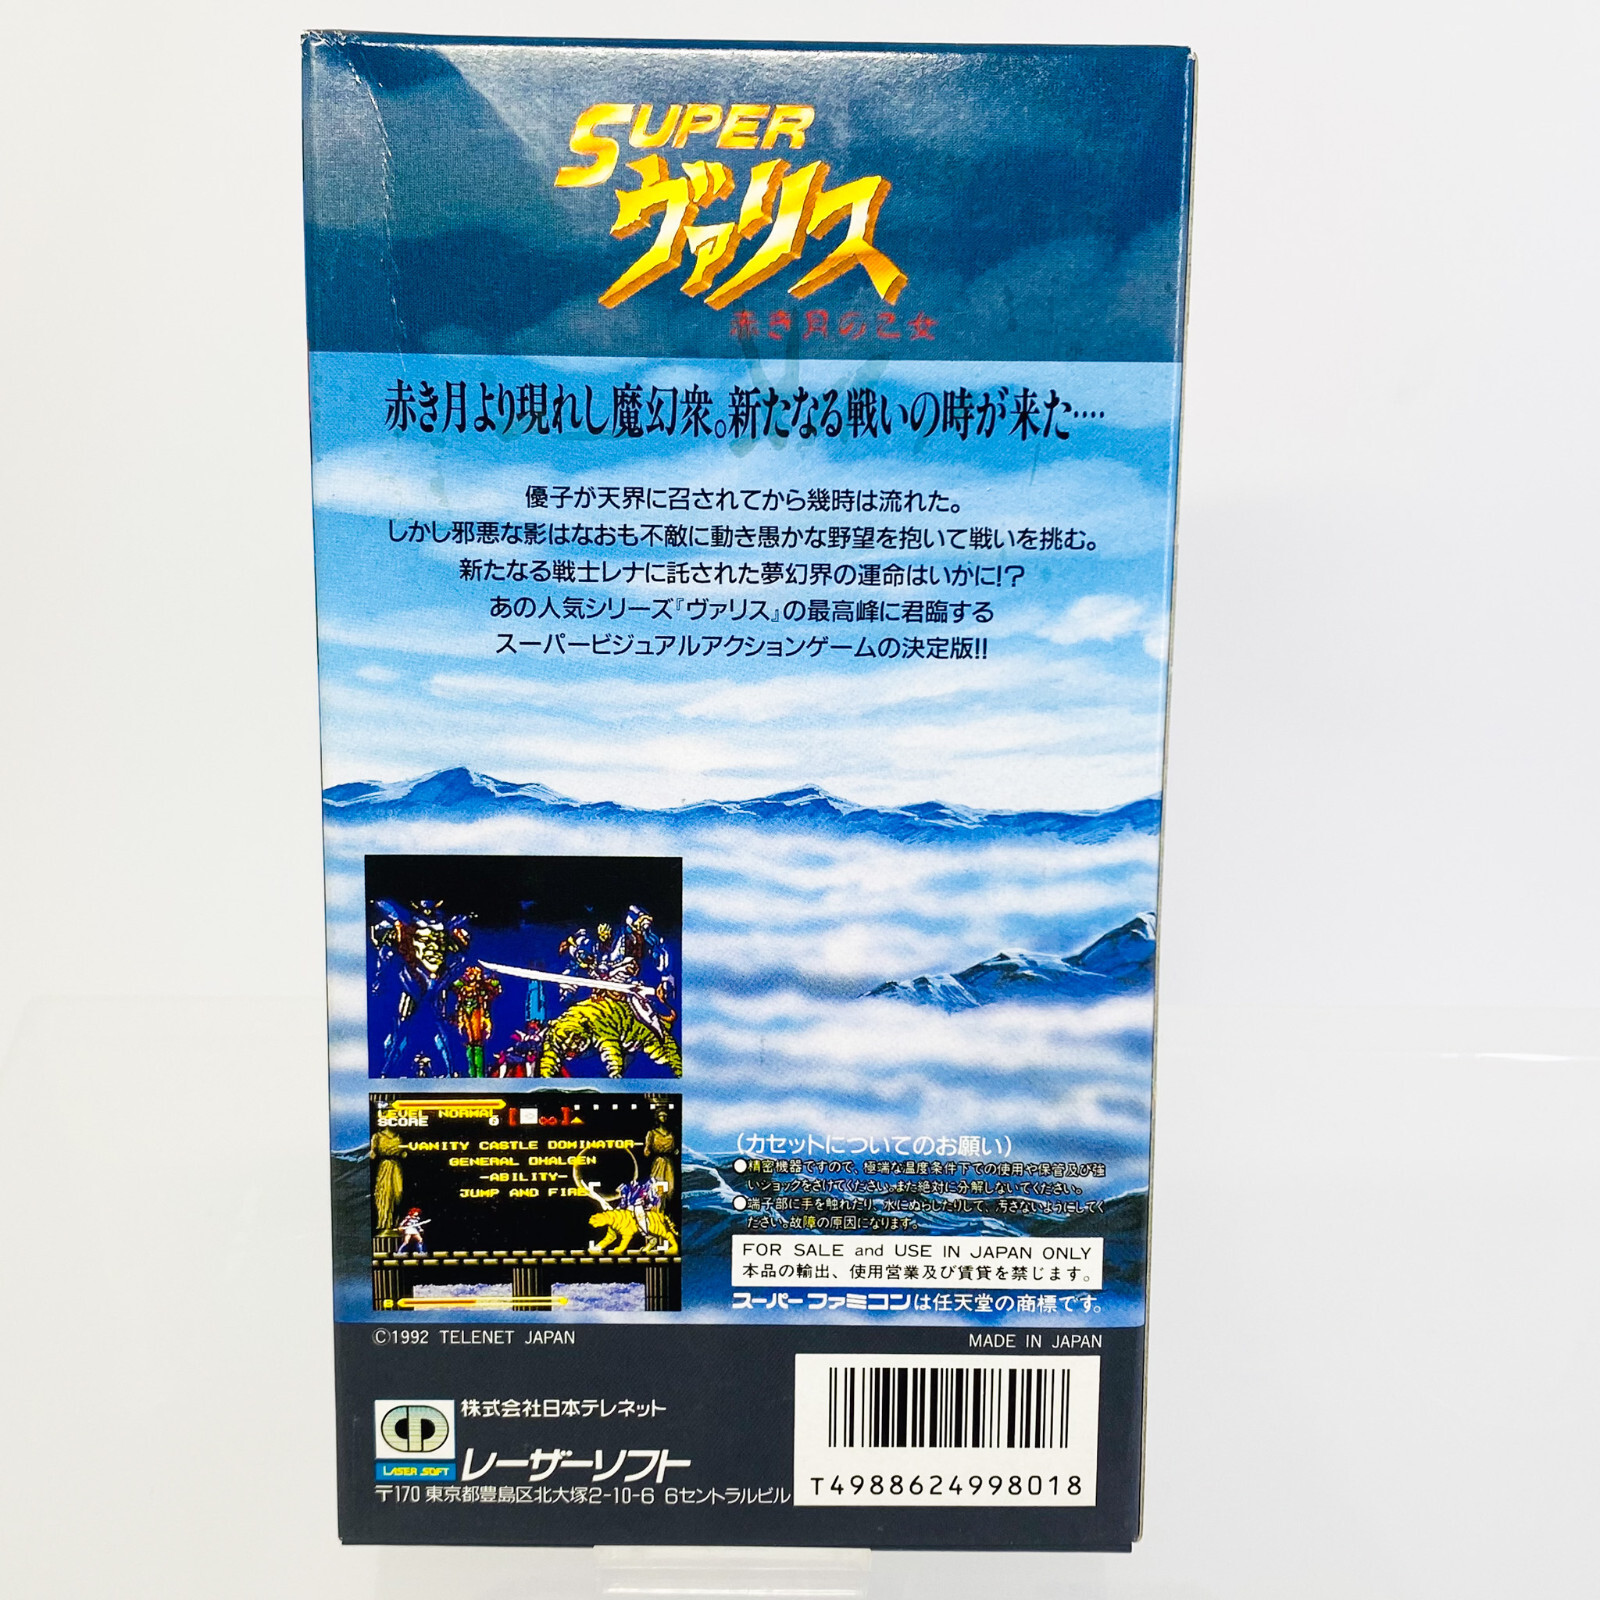 SUPER
ヴァリス
赤き月の乙女
赤き月より現れし魔幻衆。新たなる戦いの時が来た····
優子が天界に召されてから幾時は流れた。
しかし邪悪な影はなおも不敵に動き愚かな野望を抱いて戦いを挑む。
新たなる戦士レナに託された夢幻界の運命はいかに!?
あの人気シリーズ『ヴァリス』の最高峰に君臨する
スーパービジュアルアクションゲームの決定版!!
LEVEL NORMAL
SCORE 0
-VANITY CASTLE DOMINATOR-
GENERAL DHALGEN
-ABILITY-
JUMP AND FIRE
(カセットについてのお願い)
●精密機器ですので、極端な温度条件下での使用や保管及び強
いショックをさけてください。また絶対に分解しないでください。
●端子部に手を触れたり、水にぬらしたりして、汚さないようにしてく
ださい。故障の原因になります。
FOR SALE and USE IN JAPAN ONLY
本品の輸出、使用営業及び賃貸を禁じます。
スーパーファミコンは任天堂の商標です。
©1992 TELENET JAPAN
MADE IN JAPAN
株式会社日本テレネット
LASER SOFT
レーザーソフト
〒170 東京都豊島区北大塚2-10-6 6セントラルビル
T4988624998018